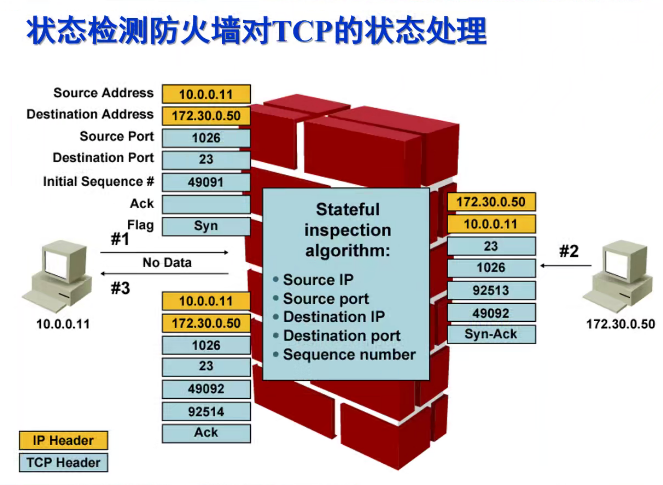 状态检测防火墙对TCP的状态处理
Source Address 10.0.0.11
Destination Address 172.30.0.50
Source Port 1026
Destination Port 23
Initial Sequence # 49091
Ack
Flag Syn
#1
No Data
#3
10.0.0.11
Stateful
inspection
algorithm:
• Source IP
• Source port
• Destination IP
• Destination port
• Sequence number
172.30.0.50
10.0.0.11
23
1026
92513
49092
Syn-Ack
#2
172.30.0.50
10.0.0.11
172.30.0.50
1026
23
49092
92514
Ack
IP Header
TCP Header